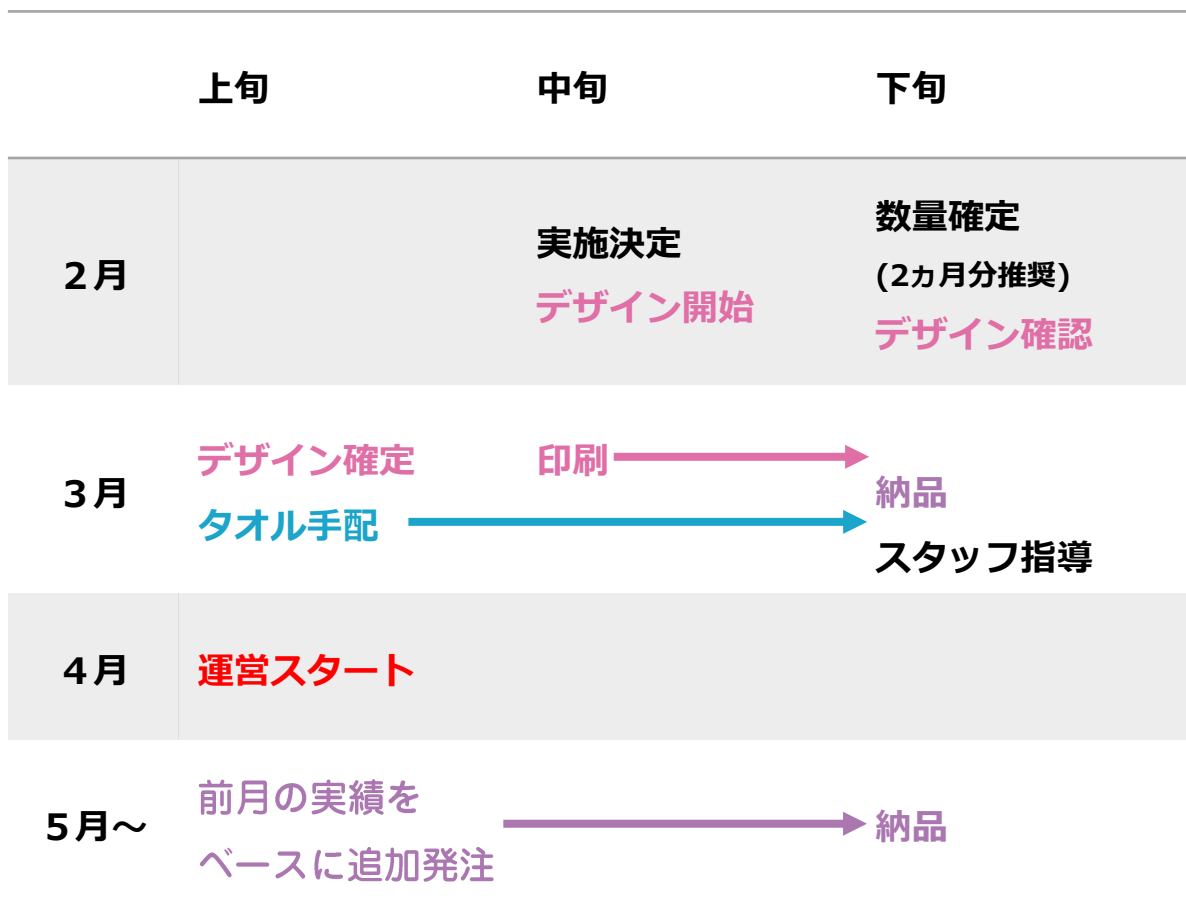 上旬
中旬
下旬
２月
実施決定
デザイン開始
数量確定
(2ヵ月分推奨)
デザイン確認
３月
デザイン確定
タオル手配
印刷
納品
スタッフ指導
４月
運営スタート
５月～
前月の実績を
ベースに追加発注
納品